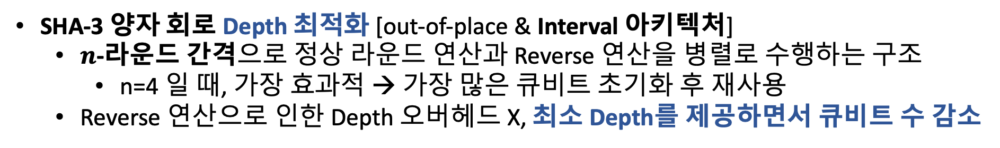 • SHA-3 양자 회로 Depth 최적화 [out-of-place & Interval 아키텍처]
• n-라운드 간격으로 정상 라운드 연산과 Reverse 연산을 병렬로 수행하는 구조
• n=4 일 때, 가장 효과적 → 가장 많은 큐비트 초기화 후 재사용
• Reverse 연산으로 인한 Depth 오버헤드 X, 최소 Depth를 제공하면서 큐비트 수 감소